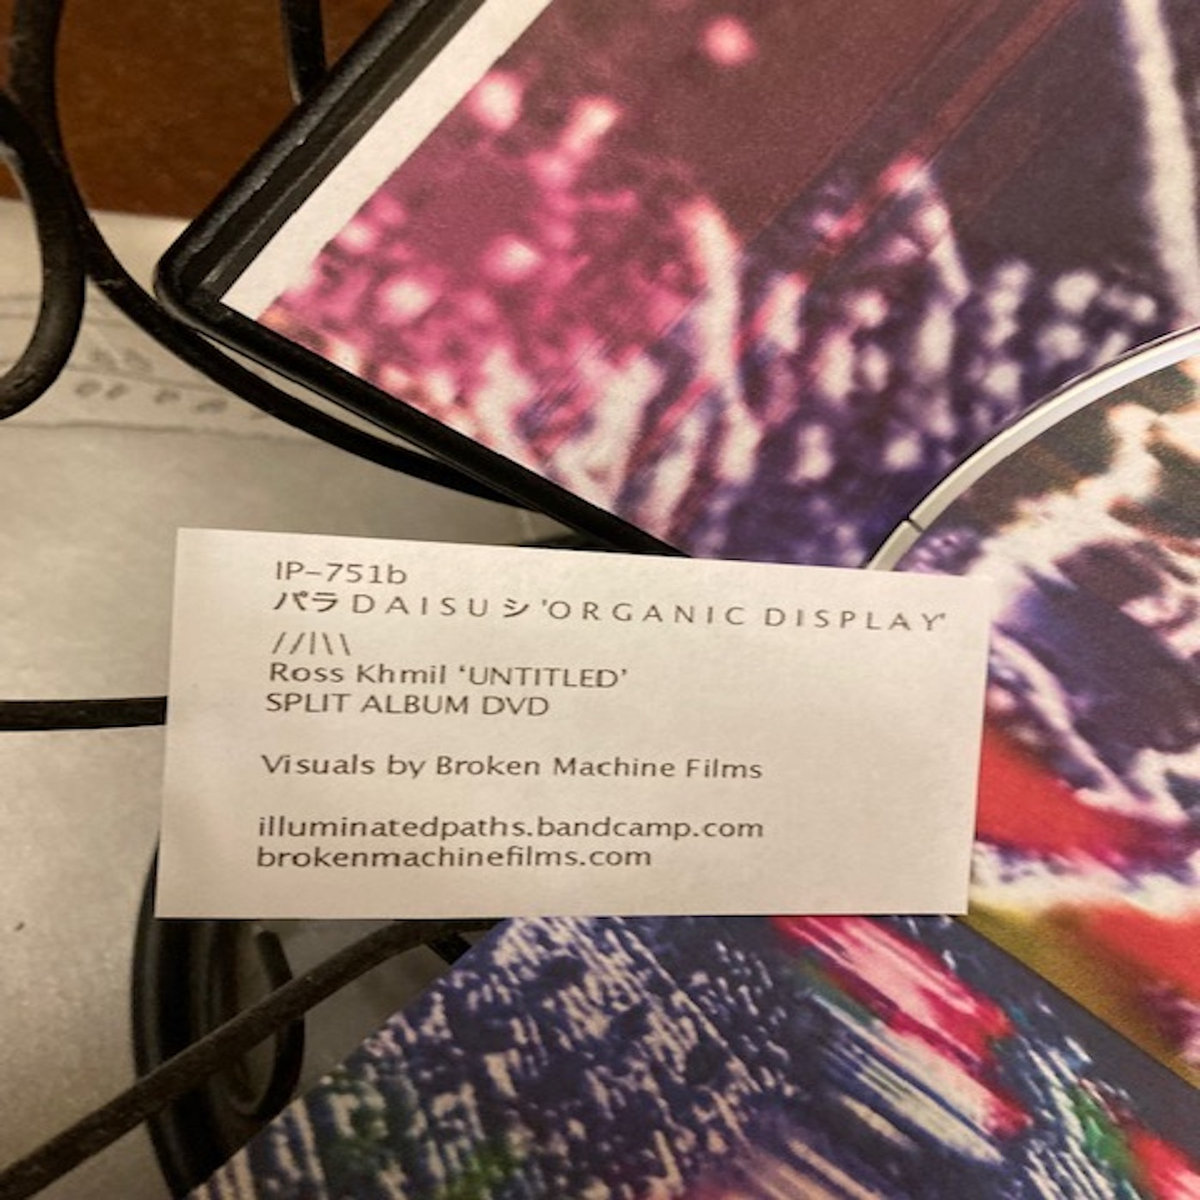 IP-751b
パラ D A I S U シ 'O R G A N I C D I S P L A Y'
//|\\
Ross Khmil 'UNTITLED'
SPLIT ALBUM DVD
Visuals by Broken Machine Films
illuminatedpaths.bandcamp.com
brokenmachinefilms.com